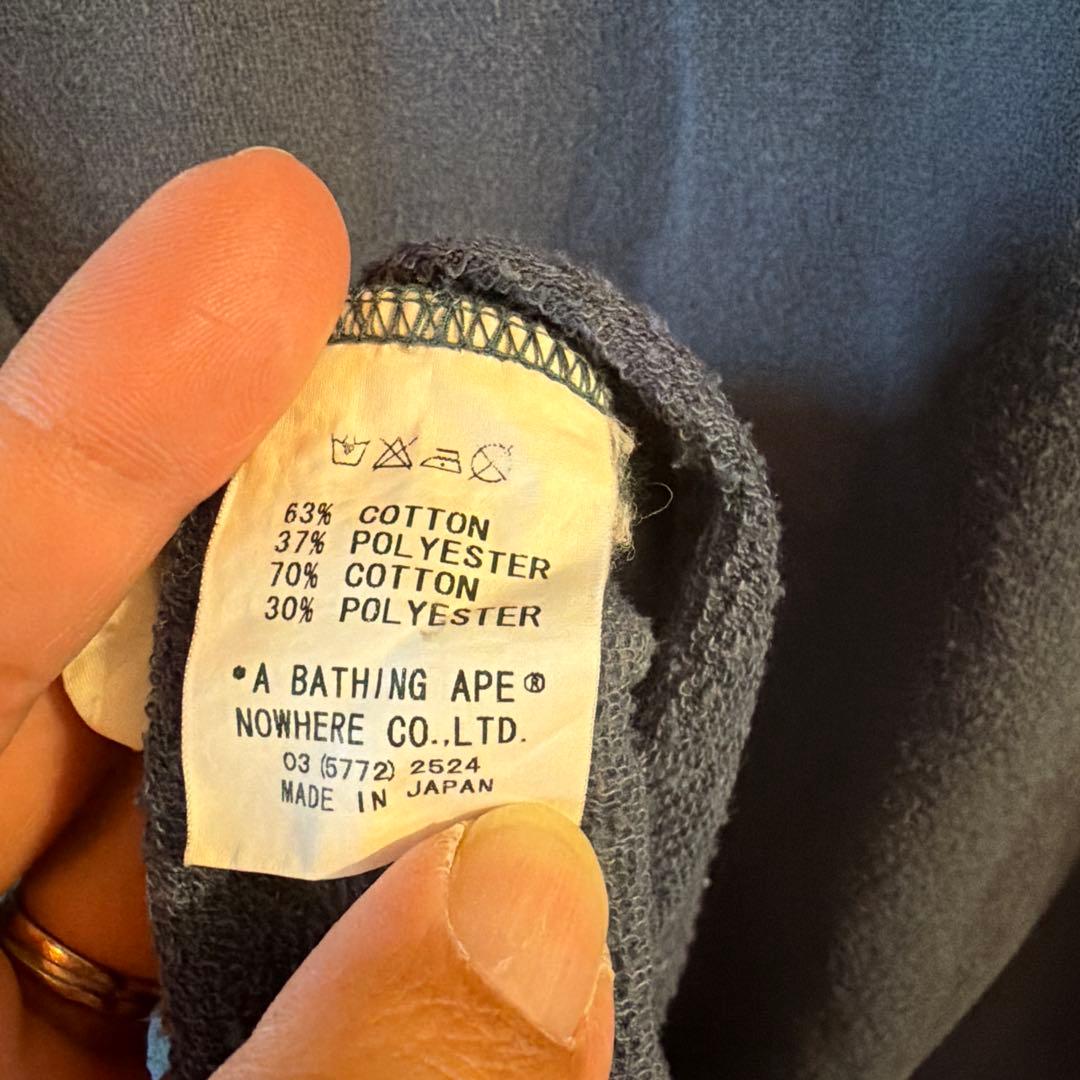 63% COTTON
37% POLYESTER
70% COTTON
30% POLYESTER
*A BATHING APE®
NOWHERE CO.,LTD.
03 (5772) 2524
MADE IN JAPAN